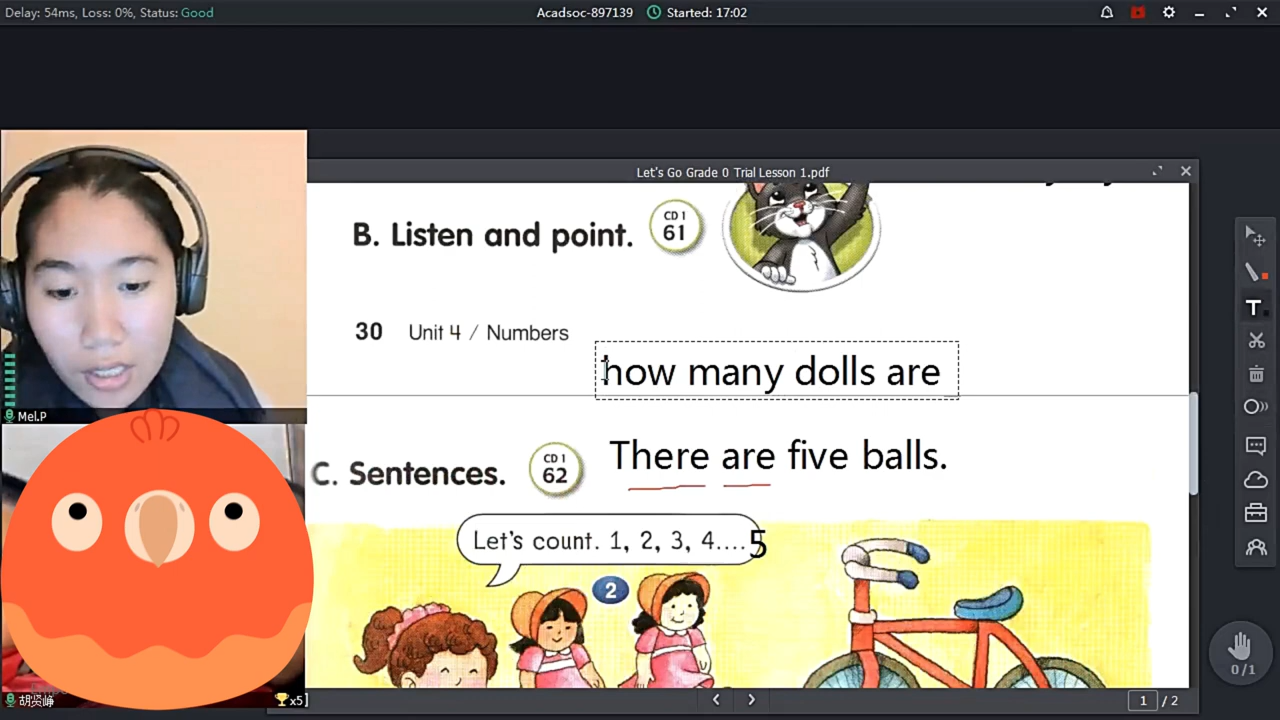 Delay: 54ms, Loss: 0%, Status: Good
Acadsoc-897139 Started: 17:02
Let's Go Grade 0 Trial Lesson 1.pdf
B. Listen and point.
CD 1
61
30 Unit 4 / Numbers
how many dolls are
C. Sentences.
CD 1
62
There are five balls.
Let's count. 1, 2, 3, 4....5
2
Mel.P
胡贤峥
x5]
T
0/1
1 / 2